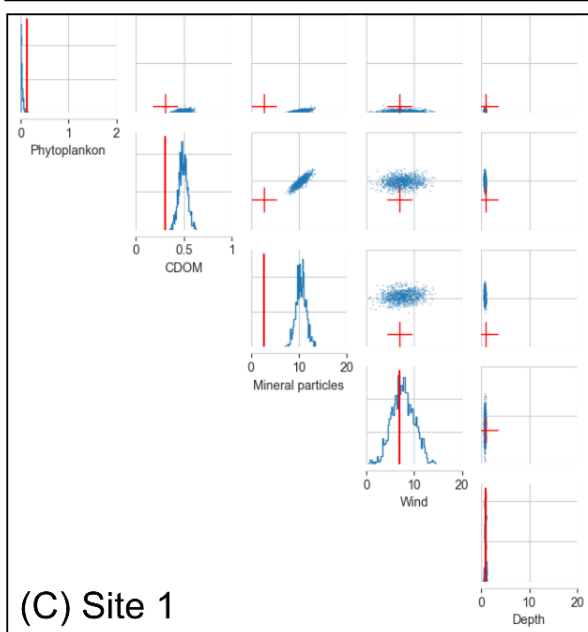 0 1 2
Phytoplankon
0 0.5 1
CDOM
0 10 20
Mineral particles
0 10 20
Wind
0 10 20
Depth
(C) Site 1